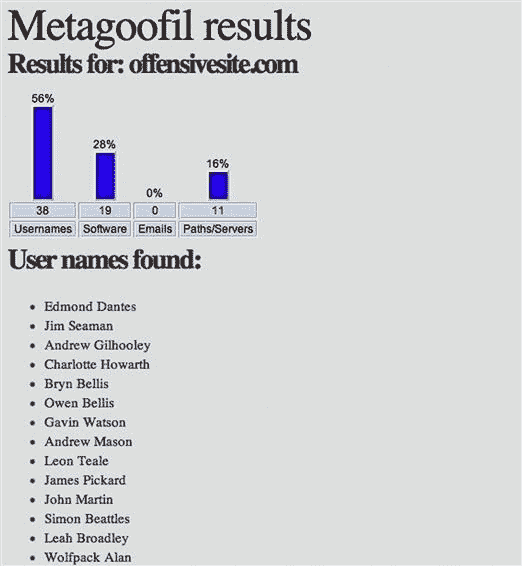 Metagoofil results
Results for: offensivesite.com
56%
28%
0%
16%
38 19 0 11
Usernames Software Emails Paths/Servers
User names found:
Edmond Dantes
Jim Seaman
Andrew Gilhooley
Charlotte Howarth
Bryn Bellis
Owen Bellis
Gavin Watson
Andrew Mason
Leon Teale
James Pickard
John Martin
Simon Beattles
Leah Broadley
Wolfpack Alan